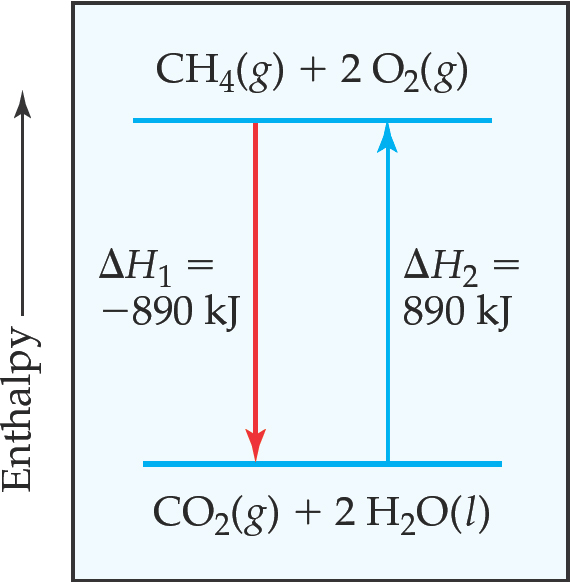 CH₄(g) + 2 O₂(g)
ΔH₁ =
−890 kJ
ΔH₂ =
890 kJ
Enthalpy
CO₂(g) + 2 H₂O(l)